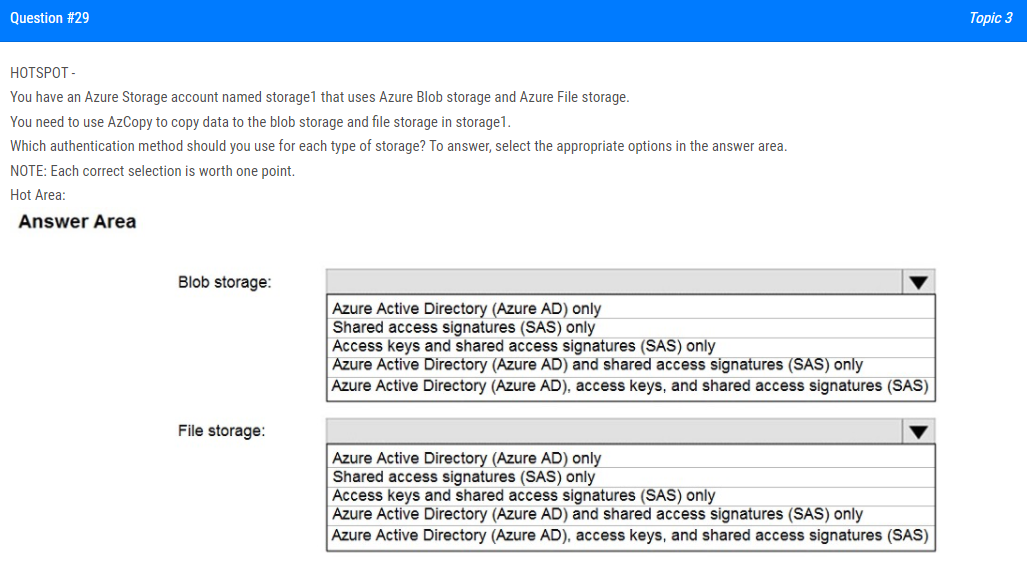 Question #29
Topic 3
HOTSPOT -
You have an Azure Storage account named storage1 that uses Azure Blob storage and Azure File storage.
You need to use AzCopy to copy data to the blob storage and file storage in storage1.
Which authentication method should you use for each type of storage? To answer, select the appropriate options in the answer area.
NOTE: Each correct selection is worth one point.
Hot Area:
Answer Area
Blob storage:
Azure Active Directory (Azure AD) only
Shared access signatures (SAS) only
Access keys and shared access signatures (SAS) only
Azure Active Directory (Azure AD) and shared access signatures (SAS) only
Azure Active Directory (Azure AD), access keys, and shared access signatures (SAS)
File storage:
Azure Active Directory (Azure AD) only
Shared access signatures (SAS) only
Access keys and shared access signatures (SAS) only
Azure Active Directory (Azure AD) and shared access signatures (SAS) only
Azure Active Directory (Azure AD), access keys, and shared access signatures (SAS)